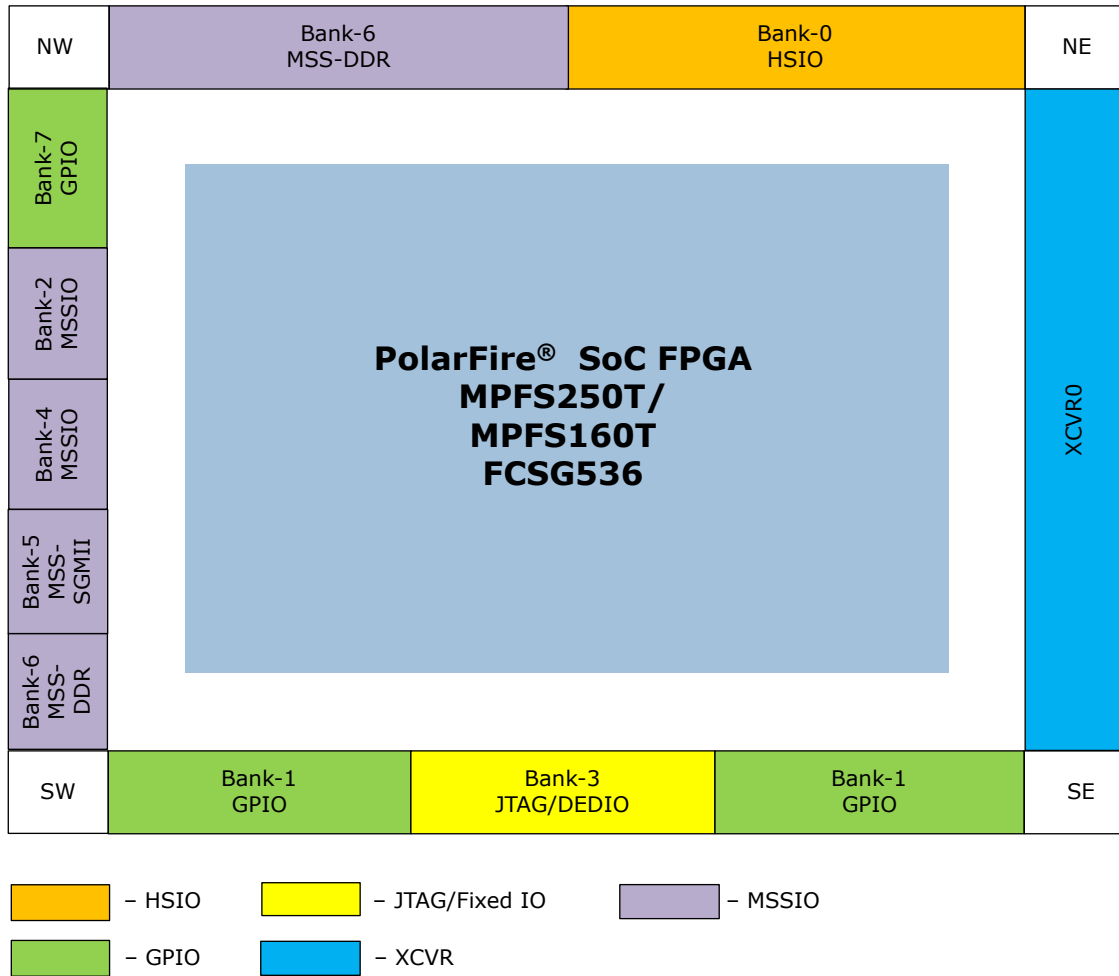 NW
Bank-6
MSS-DDR
Bank-0
HSIO
NE
Bank-7
GPIO
Bank-2
MSSIO
Bank-4
MSSIO
Bank-5
MSS-
SGMII
Bank-6
MSS-
DDR
PolarFire® SoC FPGA
MPFS250T/
MPFS160T
FCSG536
XCVR0
SW
Bank-1
GPIO
Bank-3
JTAG/DEDIO
Bank-1
GPIO
SE
– HSIO
– JTAG/Fixed IO
– MSSIO
– GPIO
– XCVR